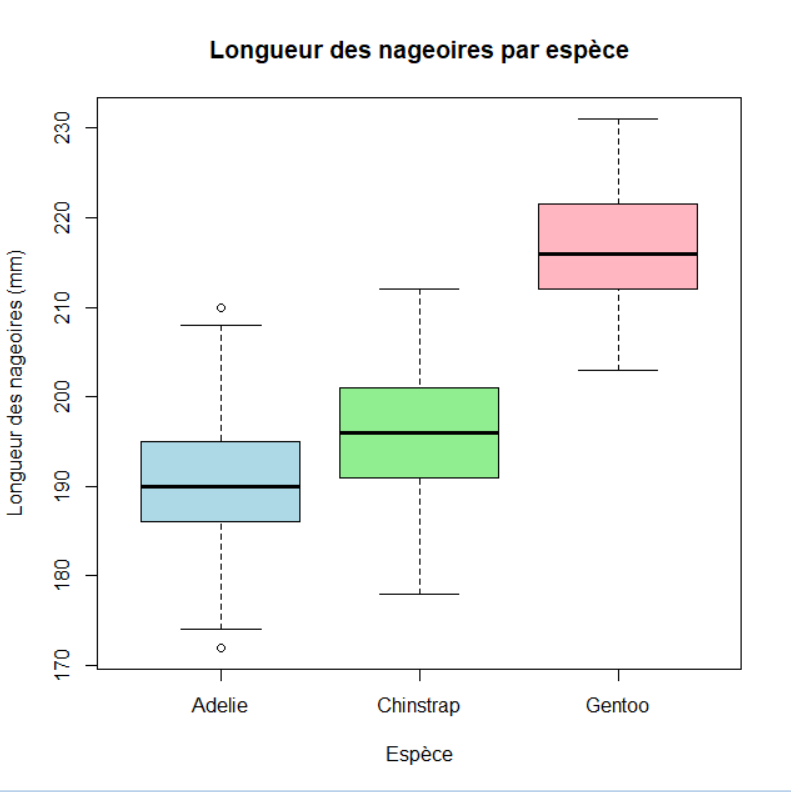 Longueur des nageoires par espèce
Longueur des nageoires (mm)
230
220
210
200
190
180
170
Adelie Chinstrap Gentoo
Espèce